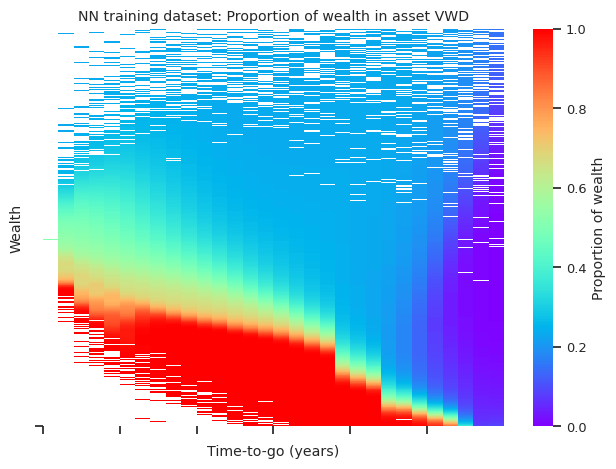 NN training dataset: Proportion of wealth in asset VWD
Wealth
Time-to-go (years)
1.0
0.8
0.6
0.4
0.2
0.0
Proportion of wealth